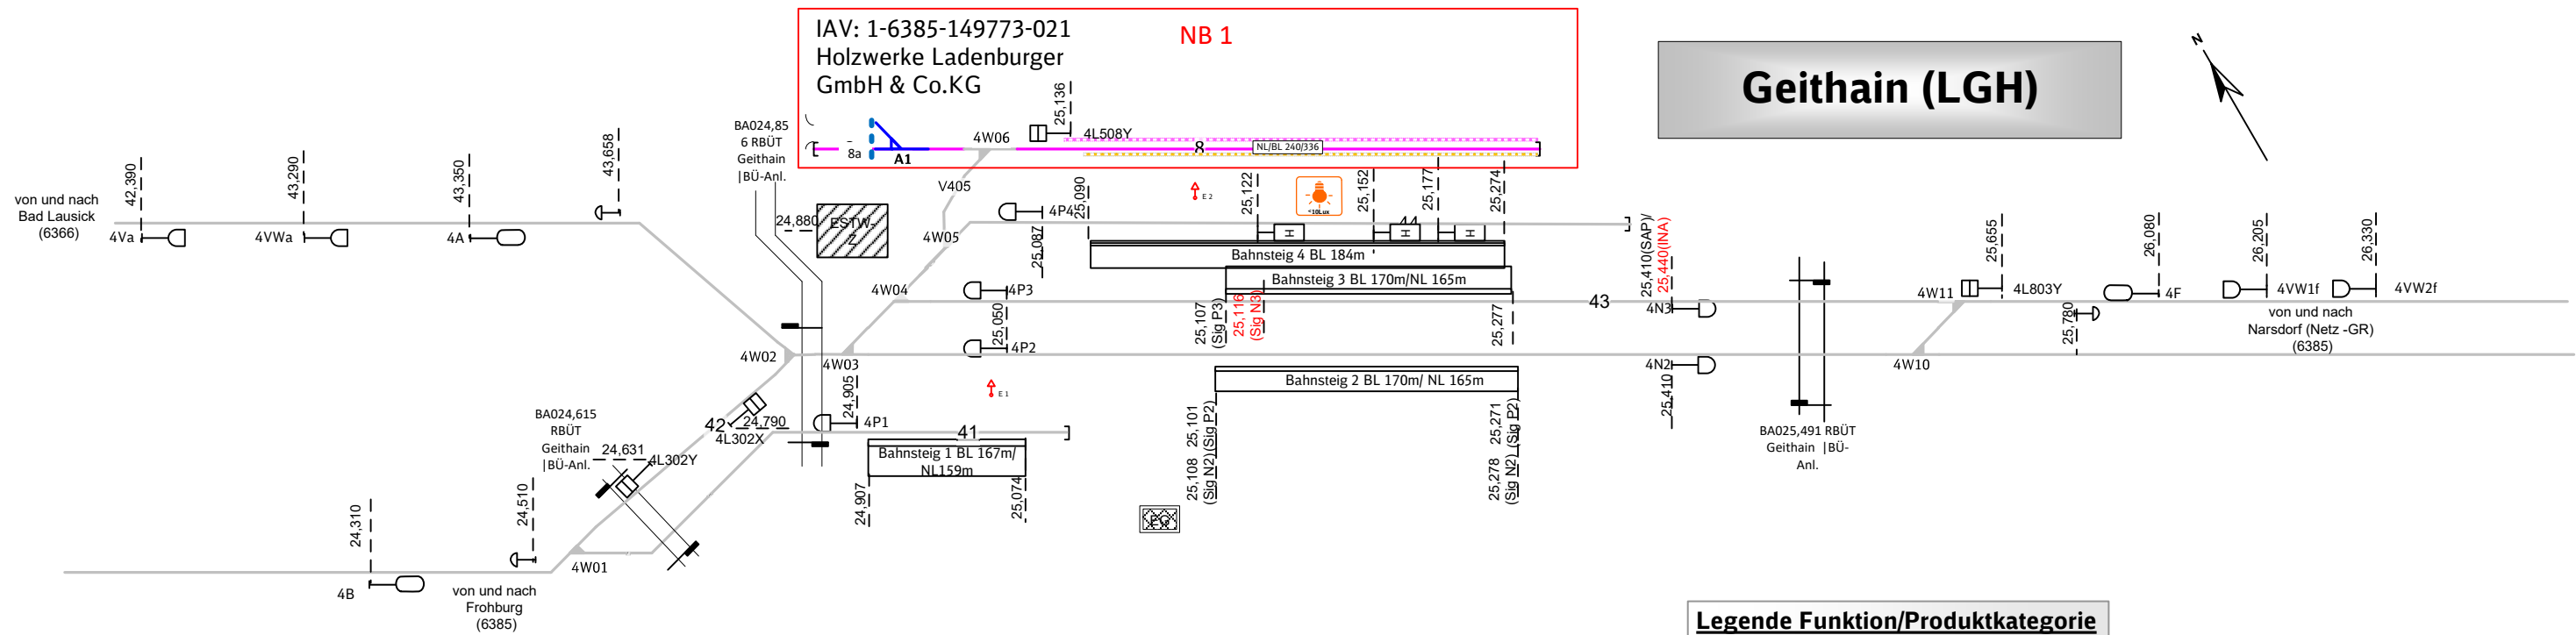 IAV: 1-6385-149773-021
Holzwerke Ladenburger
GmbH & Co.KG
NB 1
Geithain (LGH)
N
25,136
4L508Y
4W06
8a
A1
8
NL/BL 240/336
BA024,85
6 RBÜT
Geithain
|BÜ-Anl.
V405
43,658
42,390
43,290
43,350
von und nach
Bad Lausick
(6366)
4Va
4VWa
4A
24,880
ESTW-
Z
4W05
4P4
25,087
25,090
E 2
25,122
<10Lux
25,152
25,177
25,274
H
H
H
44
Bahnsteig 4 BL 184m
Bahnsteig 3 BL 170m/NL 165m
25,410(SAP)/
25,440(INA)
4W04
4P3
25,050
25,107
(Sig P3)
25,116
(Sig N3)
25,277
43
4N3
4W11
25,655
4L803Y
26,080
4F
26,205
4VW1f
26,330
4VW2f
25,780
von und nach
Narsdorf (Netz -GR)
(6385)
4W02
4W03
4P2
4N2
25,410
4W10
24,905
4P1
E 1
Bahnsteig 2 BL 170m/ NL 165m
25,108 25,101
(Sig N2)(Sig P2)
25,278 25,271
(Sig N2) (Sig P2)
BA025,491 RBÜT
Geithain |BÜ-
Anl.
BA024,615
RBÜT
Geithain
|BÜ-Anl.
42
24,790
4L302X
24,631
4L302Y
41
Bahnsteig 1 BL 167m/
NL159m
24,907
25,074
EG
24,310
24,510
4W01
4B
von und nach
Frohburg
(6385)
Legende Funktion/Produktkategorie